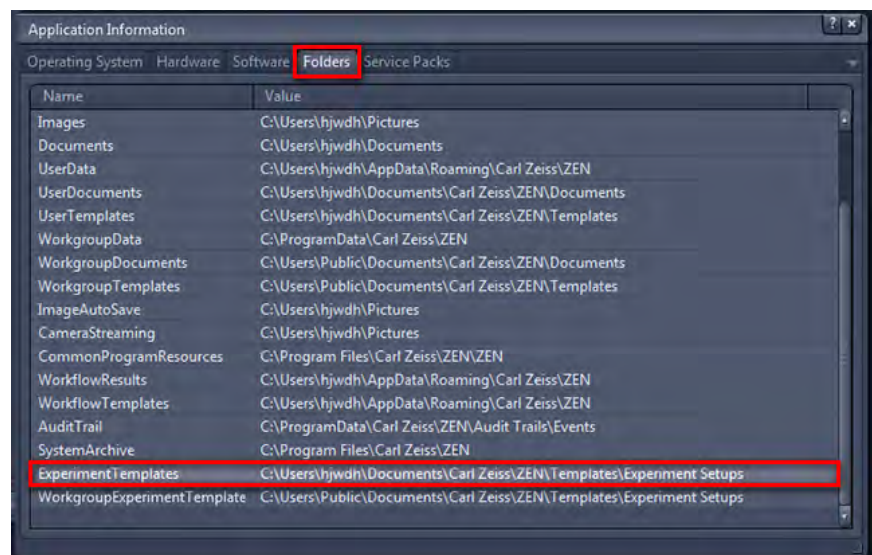 Application Information
Operating System Hardware Software Folders Service Packs
Name Value
Images C:\Users\hjwdh\Pictures
Documents C:\Users\hjwdh\Documents
UserData C:\Users\hjwdh\AppData\Roaming\Carl Zeiss\ZEN
UserDocuments C:\Users\hjwdh\Documents\Carl Zeiss\ZEN\Documents
UserTemplates C:\Users\hjwdh\Documents\Carl Zeiss\ZEN\Templates
WorkgroupData C:\ProgramData\Carl Zeiss\ZEN
WorkgroupDocuments C:\Users\Public\Documents\Carl Zeiss\ZEN\Documents
WorkgroupTemplates C:\Users\Public\Documents\Carl Zeiss\ZEN\Templates
ImageAutoSave C:\Users\hjwdh\Pictures
CameraStreaming C:\Users\hjwdh\Pictures
CommonProgramResources C:\Program Files\Carl Zeiss\ZEN\ZEN
WorkflowResults C:\Users\hjwdh\AppData\Roaming\Carl Zeiss\ZEN
WorkflowTemplates C:\Users\hjwdh\AppData\Roaming\Carl Zeiss\ZEN
AuditTrail C:\ProgramData\Carl Zeiss\ZEN\Audit Trails\Events
SystemArchive C:\Program Files\Carl Zeiss\ZEN
ExperimentTemplates C:\Users\hjwdh\Documents\Carl Zeiss\ZEN\Templates\Experiment Setups
WorkgroupExperimentTemplate C:\Users\Public\Documents\Carl Zeiss\ZEN\Templates\Experiment Setups